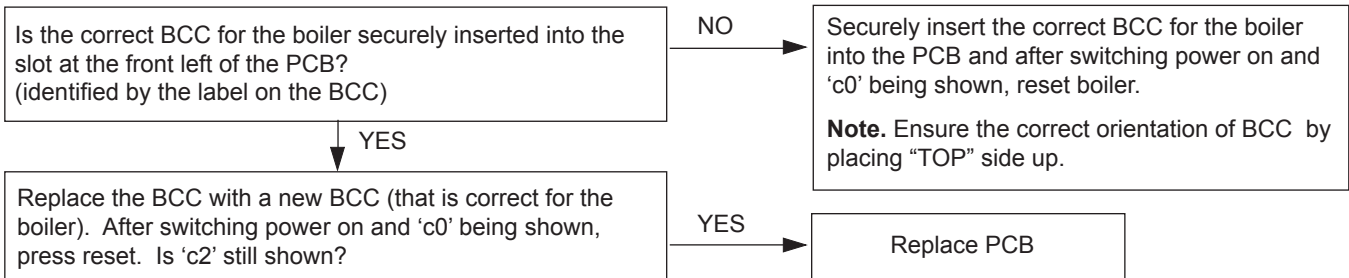 Is the correct BCC for the boiler securely inserted into the
slot at the front left of the PCB?
(identified by the label on the BCC)
NO
Securely insert the correct BCC for the boiler
into the PCB and after switching power on and
‘c0’ being shown, reset boiler.
Note. Ensure the correct orientation of BCC by
placing “TOP” side up.
YES
Replace the BCC with a new BCC (that is correct for the
boiler). After switching power on and ‘c0’ being shown,
press reset. Is ‘c2’ still shown?
YES
Replace PCB